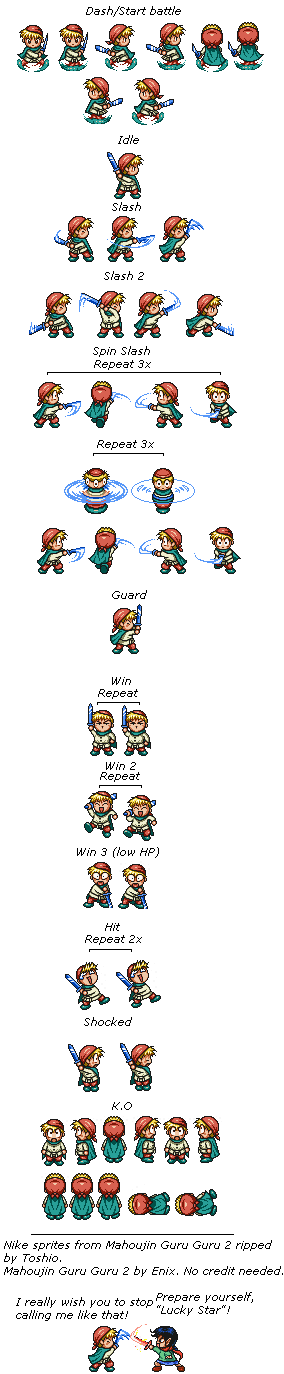 Dash/Start battle
Idle
Slash
Slash 2
Spin Slash
Repeat 3x
Repeat 3x
Guard
Win
Repeat
Win 2
Repeat
Win 3 (low HP)
Hit
Repeat 2x
Shocked
K.O
Nike sprites from Mahoujin Guru Guru 2 ripped
by Toshio.
Mahoujin Guru Guru 2 by Enix. No credit needed.
I really wish you to stop
calling me like that!
Prepare yourself,
"Lucky Star"!